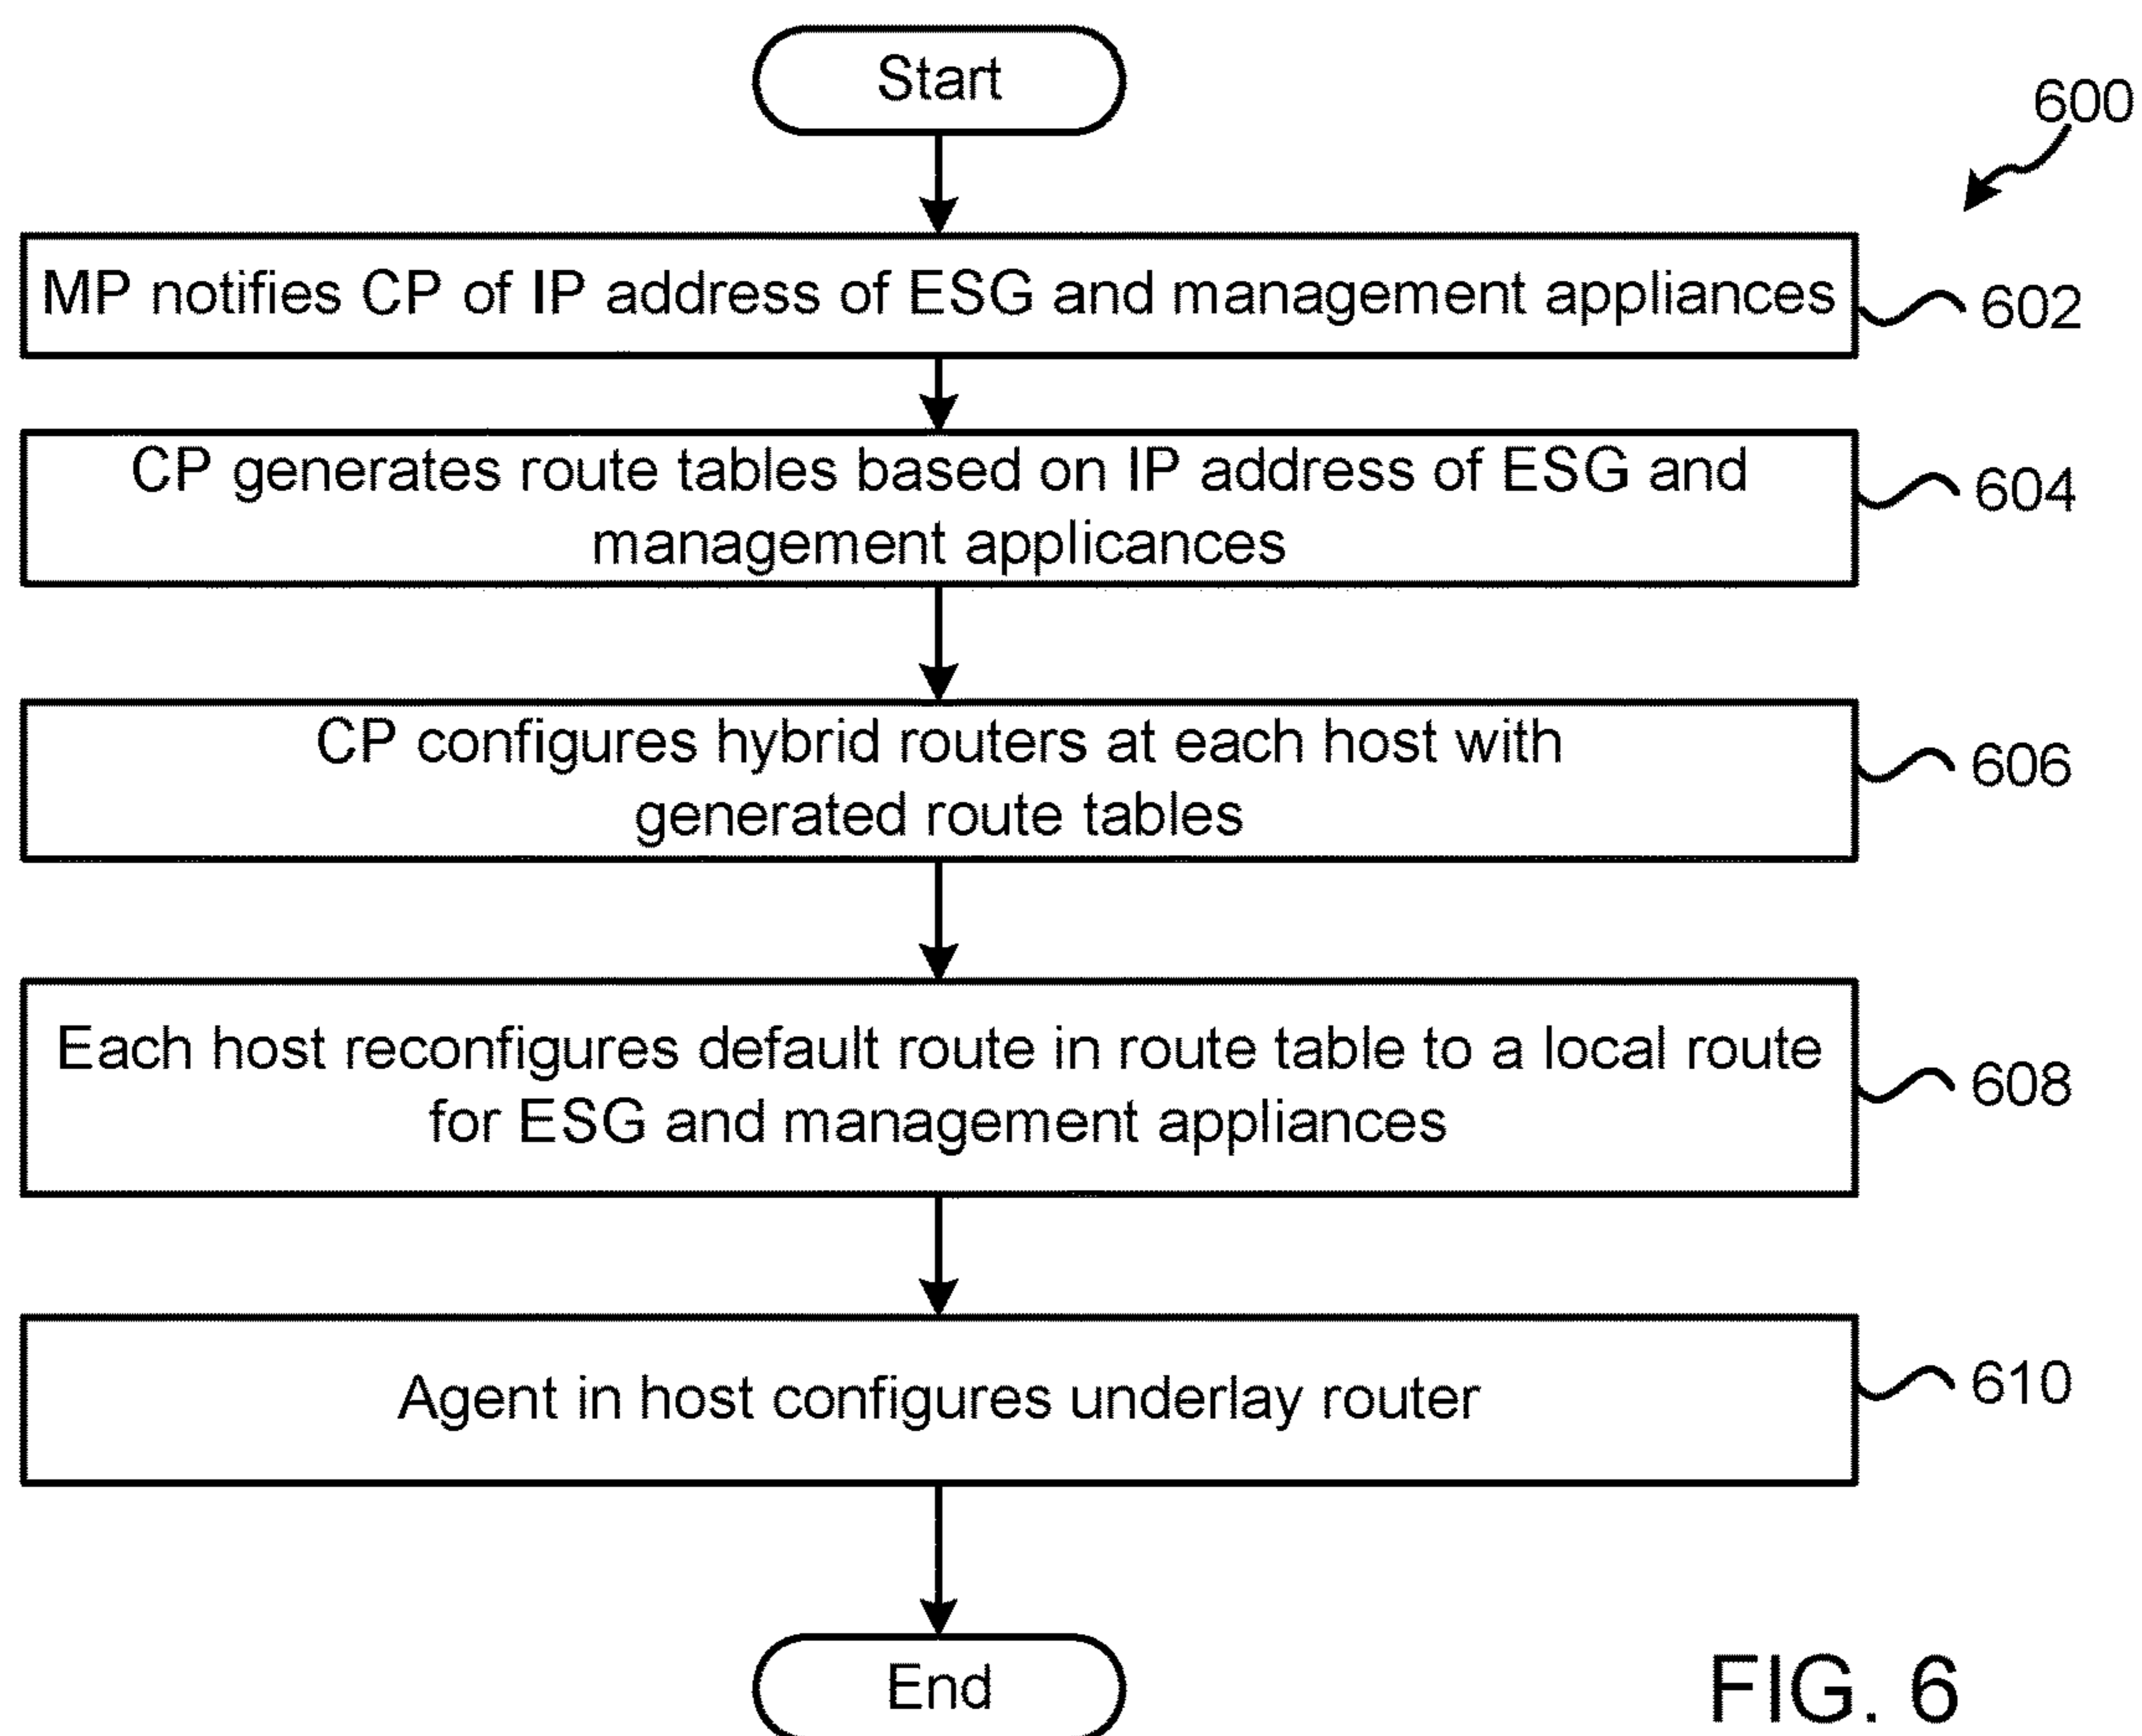 Start
600
MP notifies CP of IP address of ESG and management appliances
602
CP generates route tables based on IP address of ESG and
management applicances
604
CP configures hybrid routers at each host with
generated route tables
606
Each host reconfigures default route in route table to a local route
for ESG and management appliances
608
Agent in host configures underlay router
610
End
FIG. 6